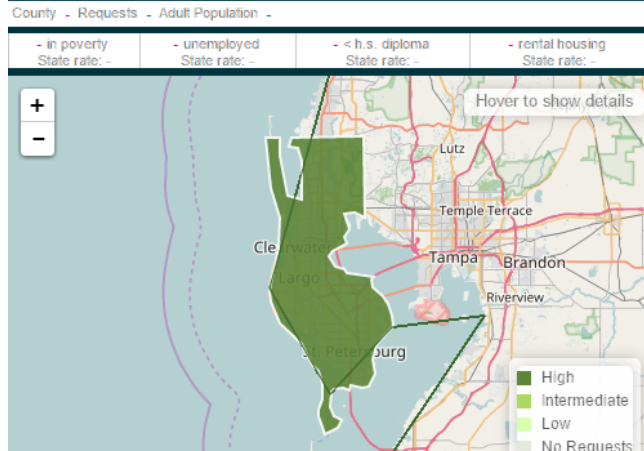 County - Requests - Adult Population -
- in poverty
State rate: -
- unemployed
State rate: -
- < h.s. diploma
State rate: -
- rental housing
State rate: -
+
−
Hover to show details
Lutz
Temple Terrace
Clearwater
Tampa
Brandon
Largo
Riverview
St. Petersburg
High
Intermediate
Low
No Requests